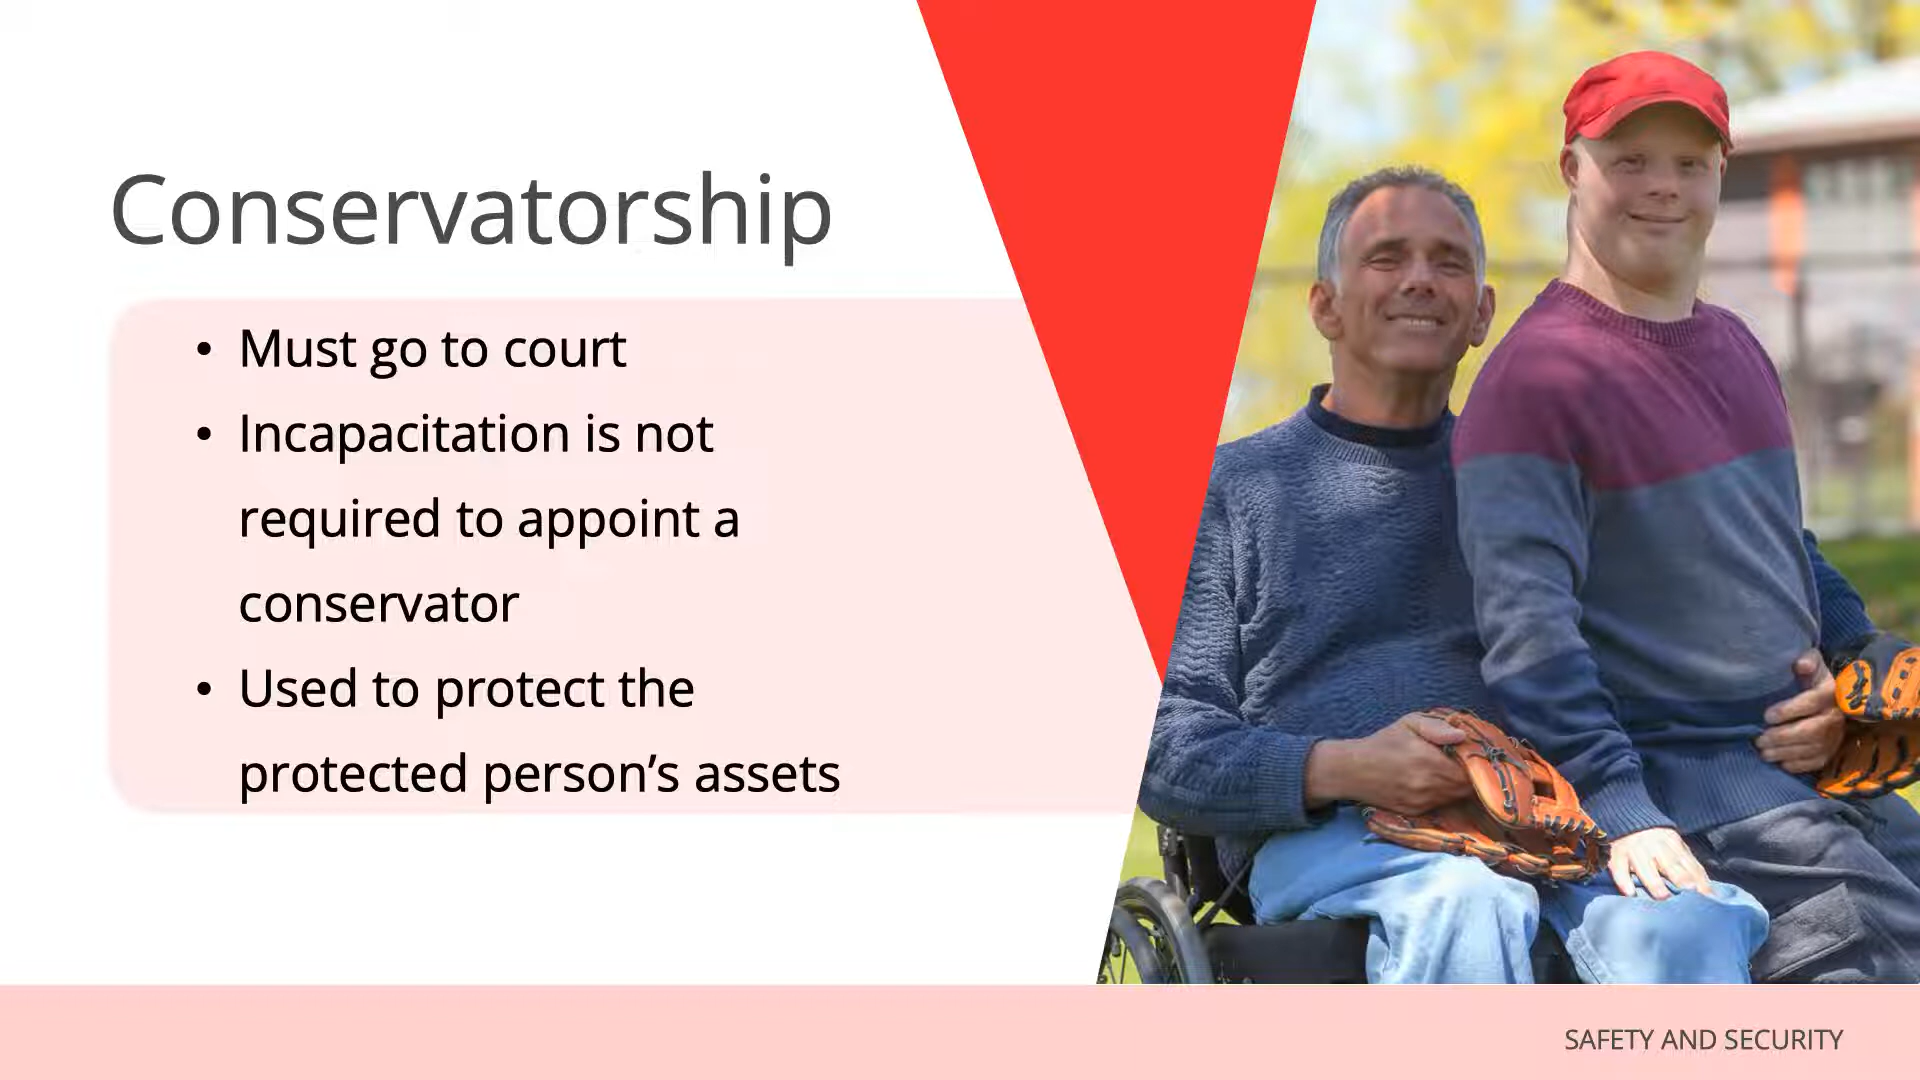 Conservatorship
• Must go to court
• Incapacitation is not
required to appoint a
conservator
• Used to protect the
protected person’s assets
SAFETY AND SECURITY